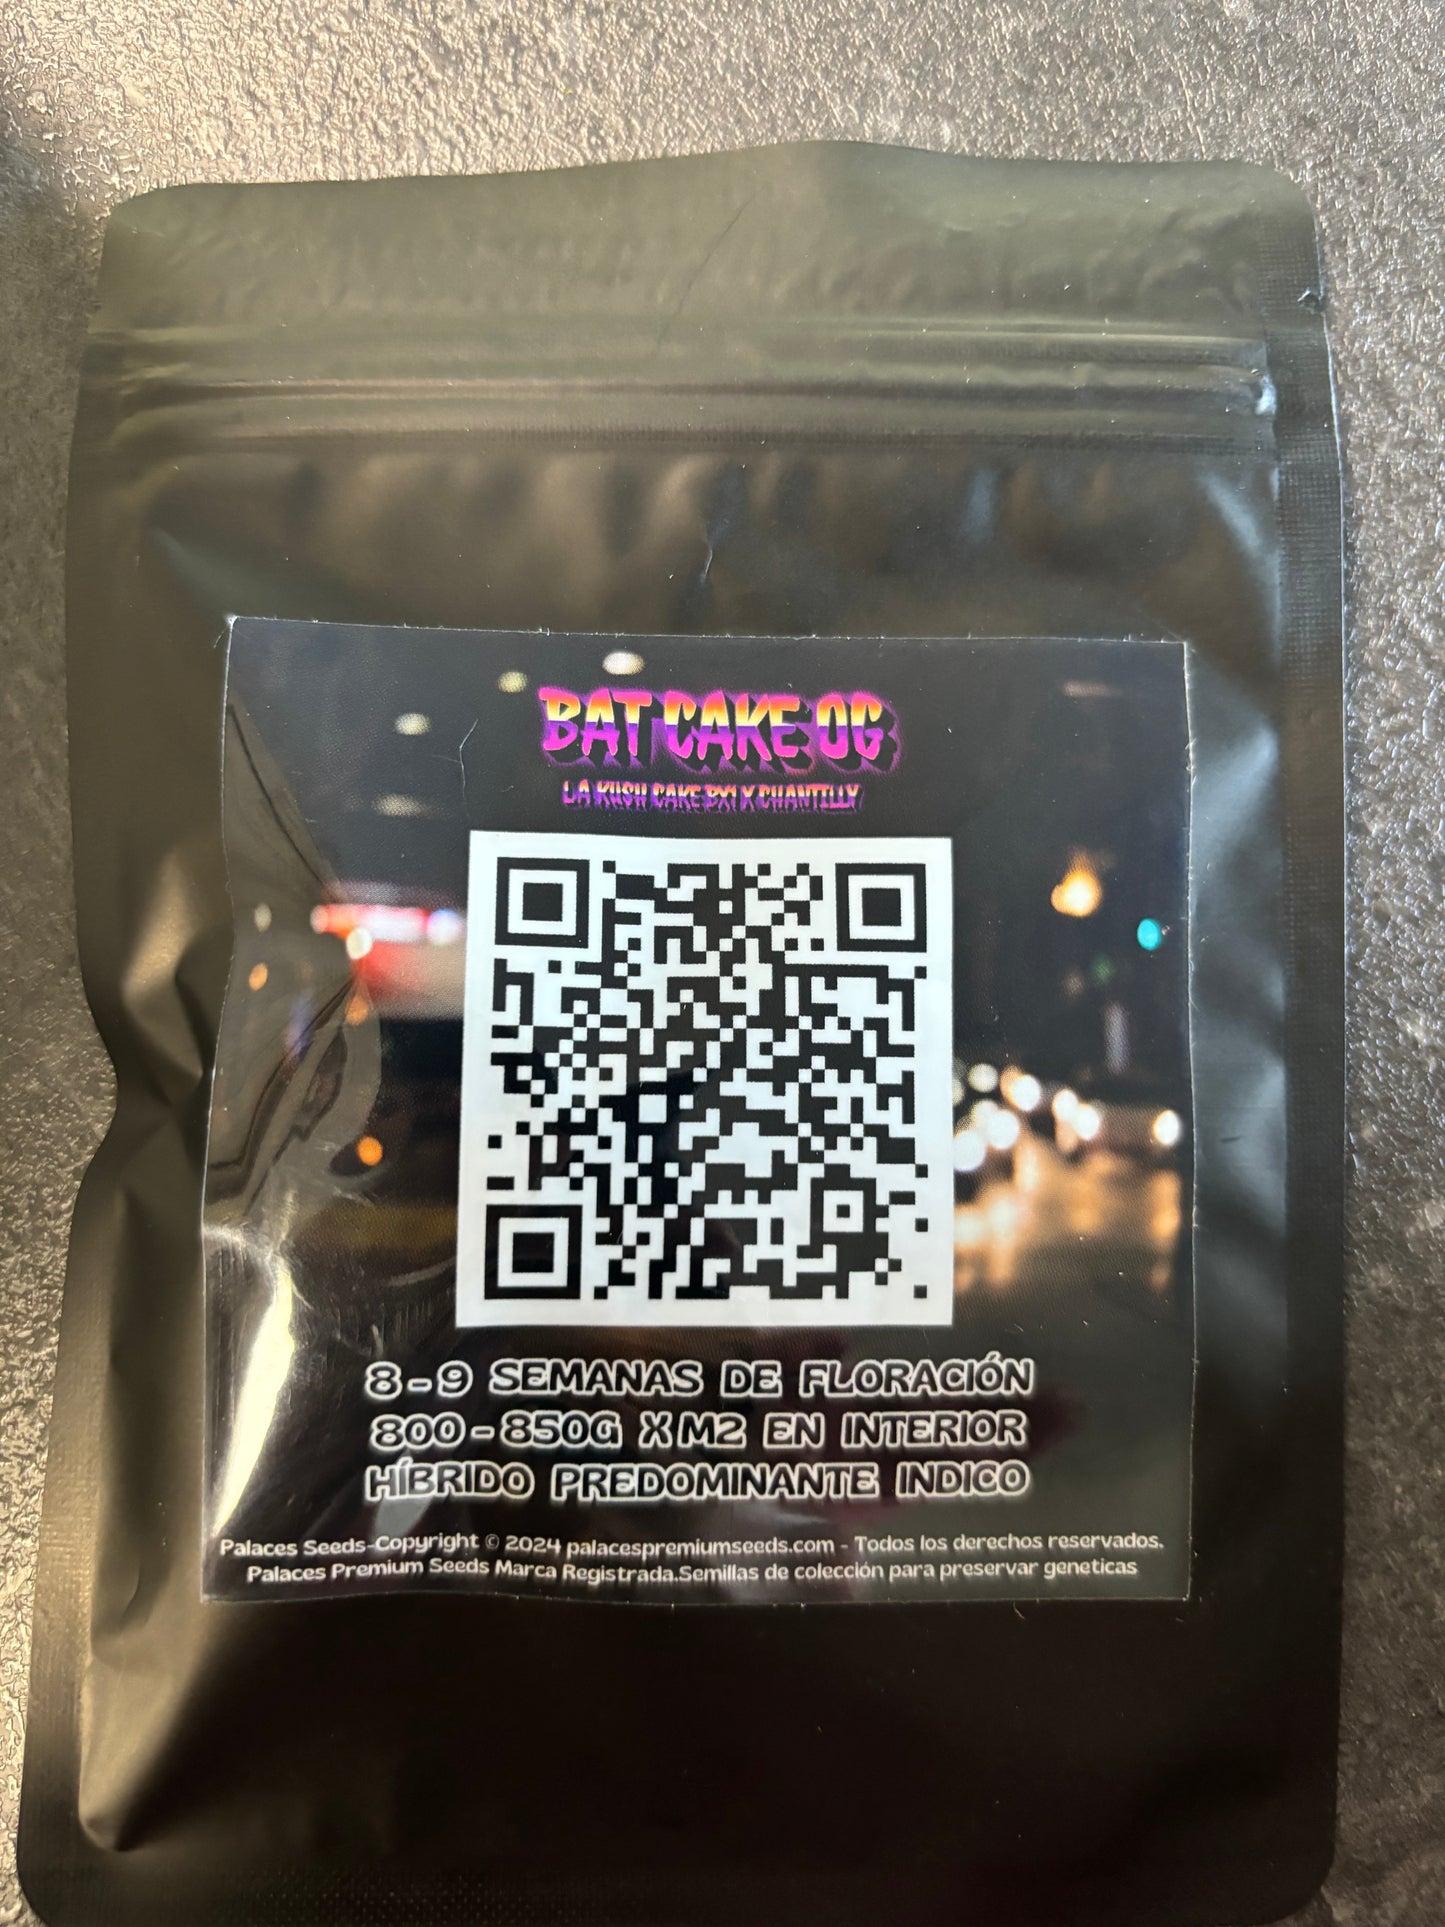 BAT CAKE OG
LA KUSH CAKE BX1 X CHANTILLY
8-9 SEMANAS DE FLORACIÓN
800-850G X M2 EN INTERIOR
HÍBRIDO PREDOMINANTE INDICO
Palaces Seeds-Copyright © 2024 palacespremiumseeds.com - Todos los derechos reservados.
Palaces Premium Seeds Marca Registrada.Semillas de colección para preservar geneticas